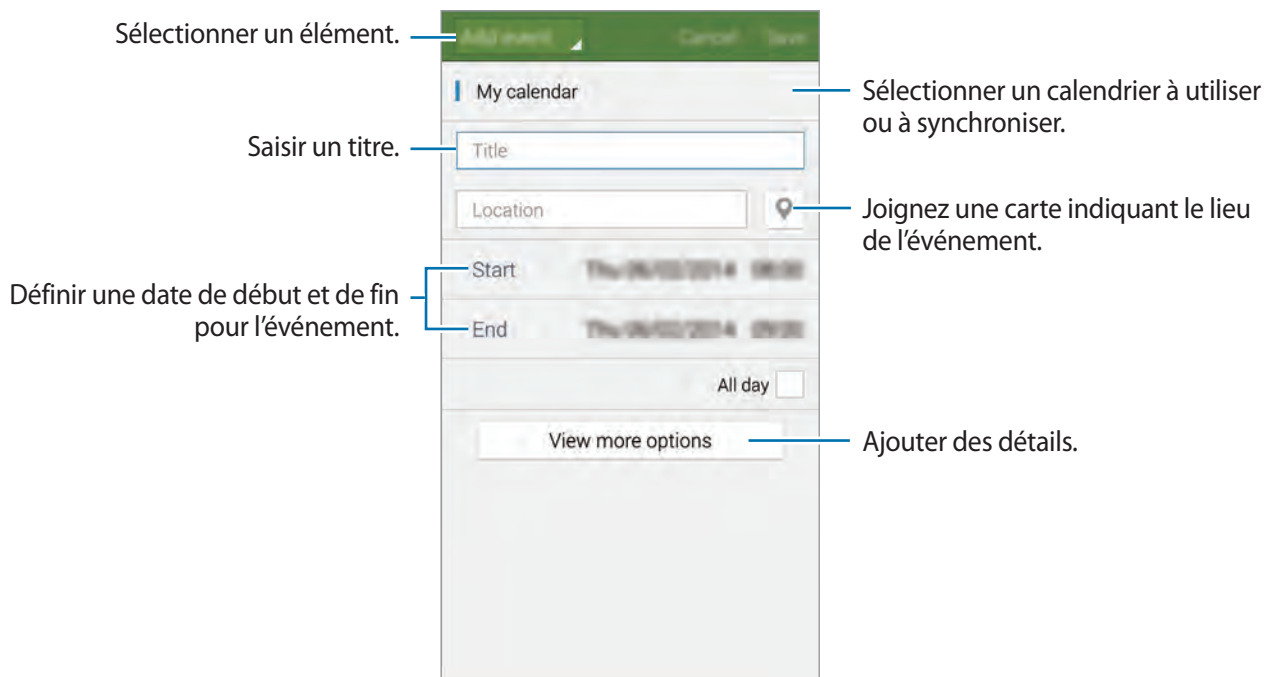 Sélectionner un élément.
Add event Cancel Save
My calendar
Sélectionner un calendrier à utiliser
ou à synchroniser.
Saisir un titre.
Title
Location
Joignez une carte indiquant le lieu
de l’événement.
Start
Définir une date de début et de fin
pour l’événement.
End
All day
View more options
Ajouter des détails.